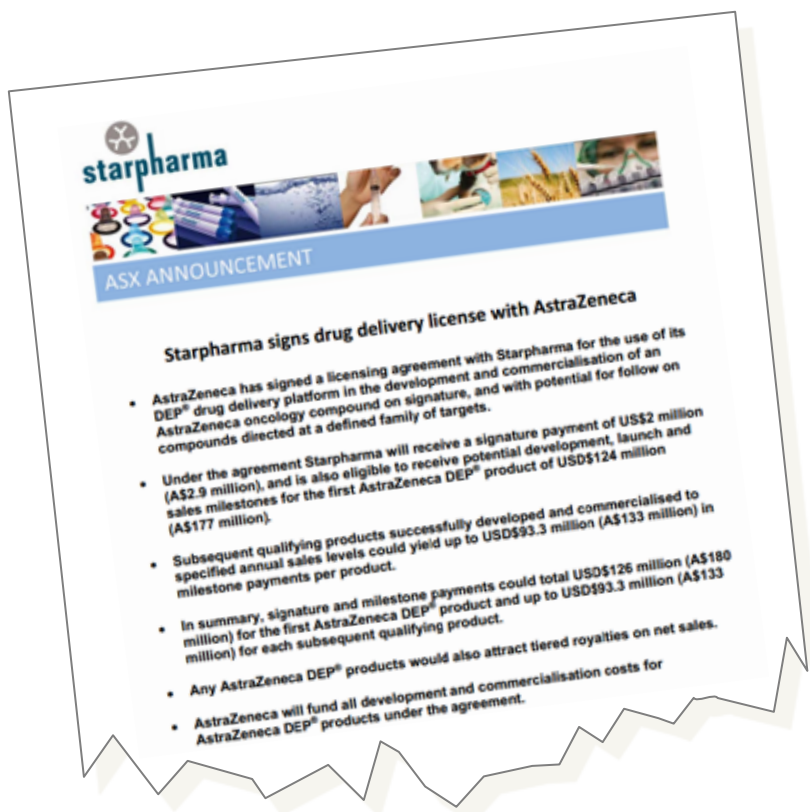 starpharma
ASX ANNOUNCEMENT
Starpharma signs drug delivery license with AstraZeneca
• AstraZeneca has signed a licensing agreement with Starpharma for the use of its
DEP® drug delivery platform in the development and commercialisation of an
AstraZeneca oncology compound on signature, and with potential for follow on
compounds directed at a defined family of targets.
• Under the agreement Starpharma will receive a signature payment of US$2 million
(A$2.9 million), and is also eligible to receive potential development, launch and
sales milestones for the first AstraZeneca DEP® product of USD$124 million
(A$177 million).
• Subsequent qualifying products successfully developed and commercialised to
specified annual sales levels could yield up to USD$93.3 million (A$133 million) in
milestone payments per product.
• In summary, signature and milestone payments could total USD$126 million (A$180
million) for the first AstraZeneca DEP® product and up to USD$93.3 million (A$133
million) for each subsequent qualifying product.
• Any AstraZeneca DEP® products would also attract tiered royalties on net sales.
• AstraZeneca will fund all development and commercialisation costs for
AstraZeneca DEP® products under the agreement.